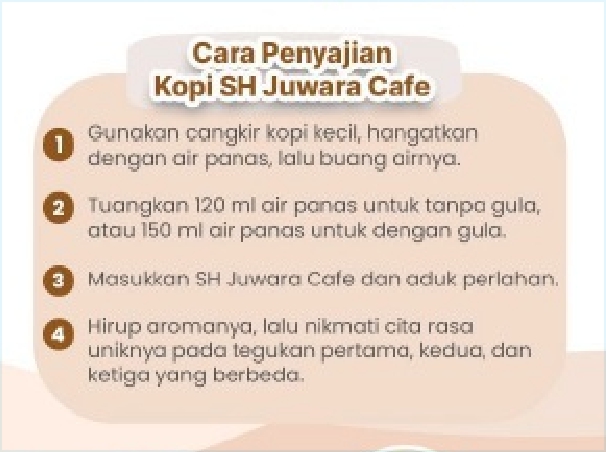 Cara Penyajian
Kopi SH Juwara Cafe
1 Gunakan cangkir kopi kecil, hangatkan
dengan air panas, lalu buang airnya.
2 Tuangkan 120 ml air panas untuk tanpa gula,
atau 150 ml air panas untuk dengan gula.
3 Masukkan SH Juwara Cafe dan aduk perlahan.
4 Hirup aromanya, lalu nikmati cita rasa
uniknya pada tegukan pertama, kedua, dan
ketiga yang berbeda.